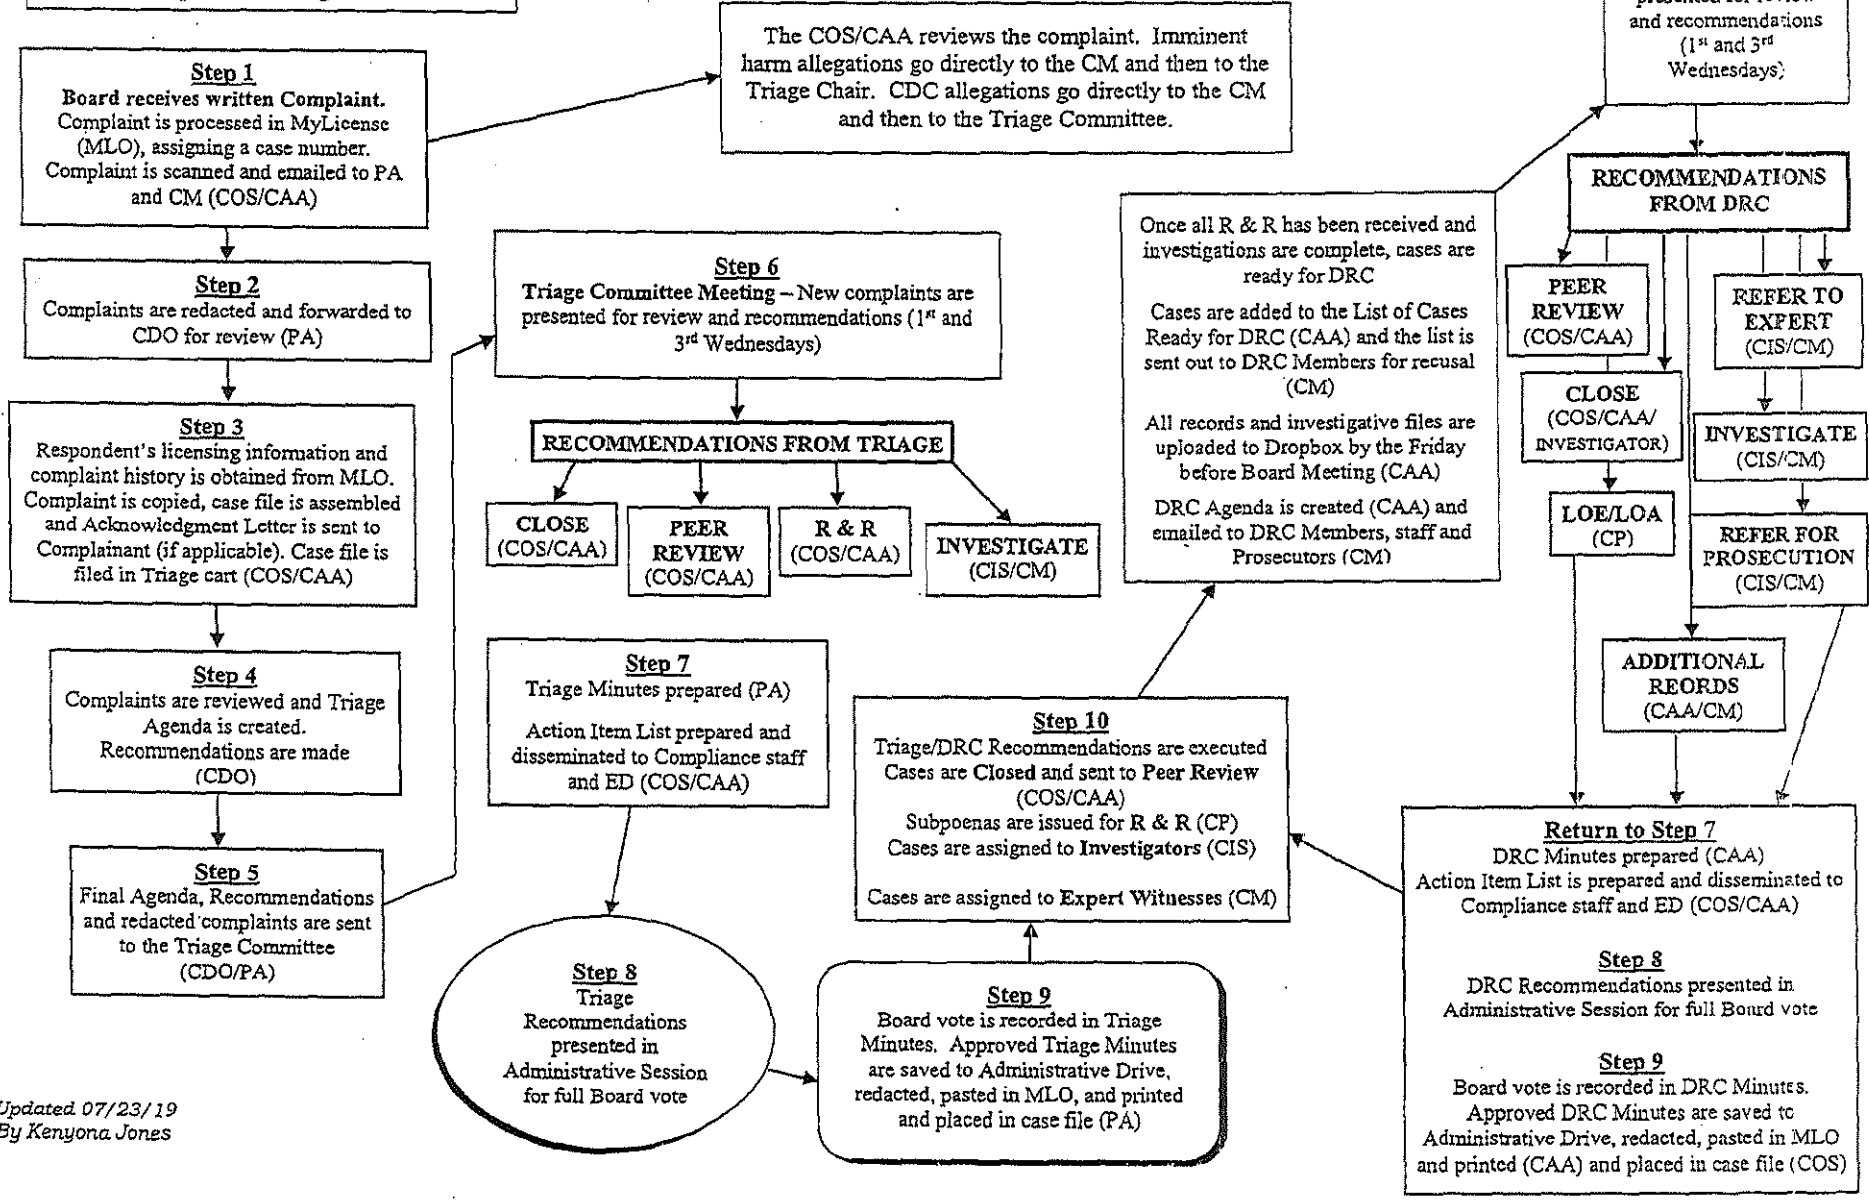 Step 1
Board receives written Complaint.
Complaint is processed in MyLicense
(MLO), assigning a case number.
Complaint is scanned and emailed to PA
and CM (COS/CAA)
The COS/CAA reviews the complaint. Imminent
harm allegations go directly to the CM and then to the
Triage Chair. CDC allegations go directly to the CM
and then to the Triage Committee.
Step 2
Complaints are redacted and forwarded to
CDO for review (PA)
Step 3
Respondent's licensing information and
complaint history is obtained from MLO.
Complaint is copied, case file is assembled
and Acknowledgment Letter is sent to
Complainant (if applicable). Case file is
filed in Triage cart (COS/CAA)
Step 4
Complaints are reviewed and Triage
Agenda is created.
Recommendations are made
(CDO)
Step 5
Final Agenda, Recommendations
and redacted complaints are sent
to the Triage Committee
(CDO/PA)
Step 6
Triage Committee Meeting – New complaints are
presented for review and recommendations (1st and
3rd Wednesdays)
RECOMMENDATIONS FROM TRIAGE
CLOSE
(COS/CAA)
PEER
REVIEW
(COS/CAA)
R & R
(COS/CAA)
INVESTIGATE
(CIS/CM)
Step 7
Triage Minutes prepared (PA)
Action Item List prepared and
disseminated to Compliance staff
and ED (COS/CAA)
Step 8
Triage
Recommendations
presented in
Administrative Session
for full Board vote
Step 9
Board vote is recorded in Triage
Minutes. Approved Triage Minutes
are saved to Administrative Drive,
redacted, pasted in MLO, and printed
and placed in case file (PA)
Step 10
Triage/DRC Recommendations are executed
Cases are Closed and sent to Peer Review
(COS/CAA)
Subpoenas are issued for R & R (CP)
Cases are assigned to Investigators (CIS)
Cases are assigned to Expert Witnesses (CM)
Once all R & R has been received and
investigations are complete, cases are
ready for DRC
Cases are added to the List of Cases
Ready for DRC (CAA) and the list is
sent out to DRC Members for recusal
(CM)
All records and investigative files are
uploaded to Dropbox by the Friday
before Board Meeting (CAA)
DRC Agenda is created (CAA) and
emailed to DRC Members, staff and
Prosecutors (CM)
presented for review
and recommendations
(1st and 3rd
Wednesdays)
RECOMMENDATIONS
FROM DRC
PEER
REVIEW
(COS/CAA)
REFER TO
EXPERT
(CIS/CM)
CLOSE
(COS/CAA/
INVESTIGATOR)
INVESTIGATE
(CIS/CM)
LOE/LOA
(CP)
REFER FOR
PROSECUTION
(CIS/CM)
ADDITIONAL
REORDS
(CAA/CM)
Return to Step 7
DRC Minutes prepared (CAA)
Action Item List is prepared and disseminated to
Compliance staff and ED (COS/CAA)
Step 8
DRC Recommendations presented in
Administrative Session for full Board vote
Step 9
Board vote is recorded in DRC Minutes.
Approved DRC Minutes are saved to
Administrative Drive, redacted, pasted in MLO
and printed (CAA) and placed in case file (COS)
Updated 07/23/19
By Kenyona Jones